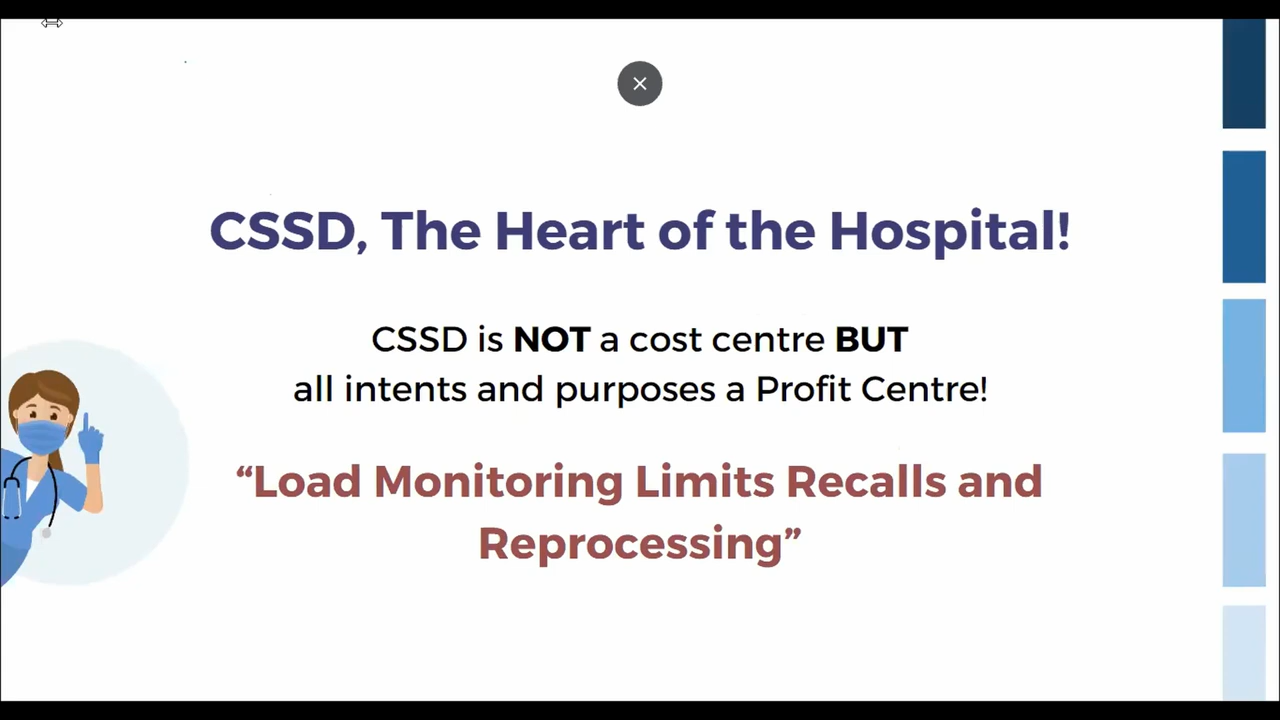 CSSD, The Heart of the Hospital!
CSSD is NOT a cost centre BUT
all intents and purposes a Profit Centre!
“Load Monitoring Limits Recalls and
Reprocessing”